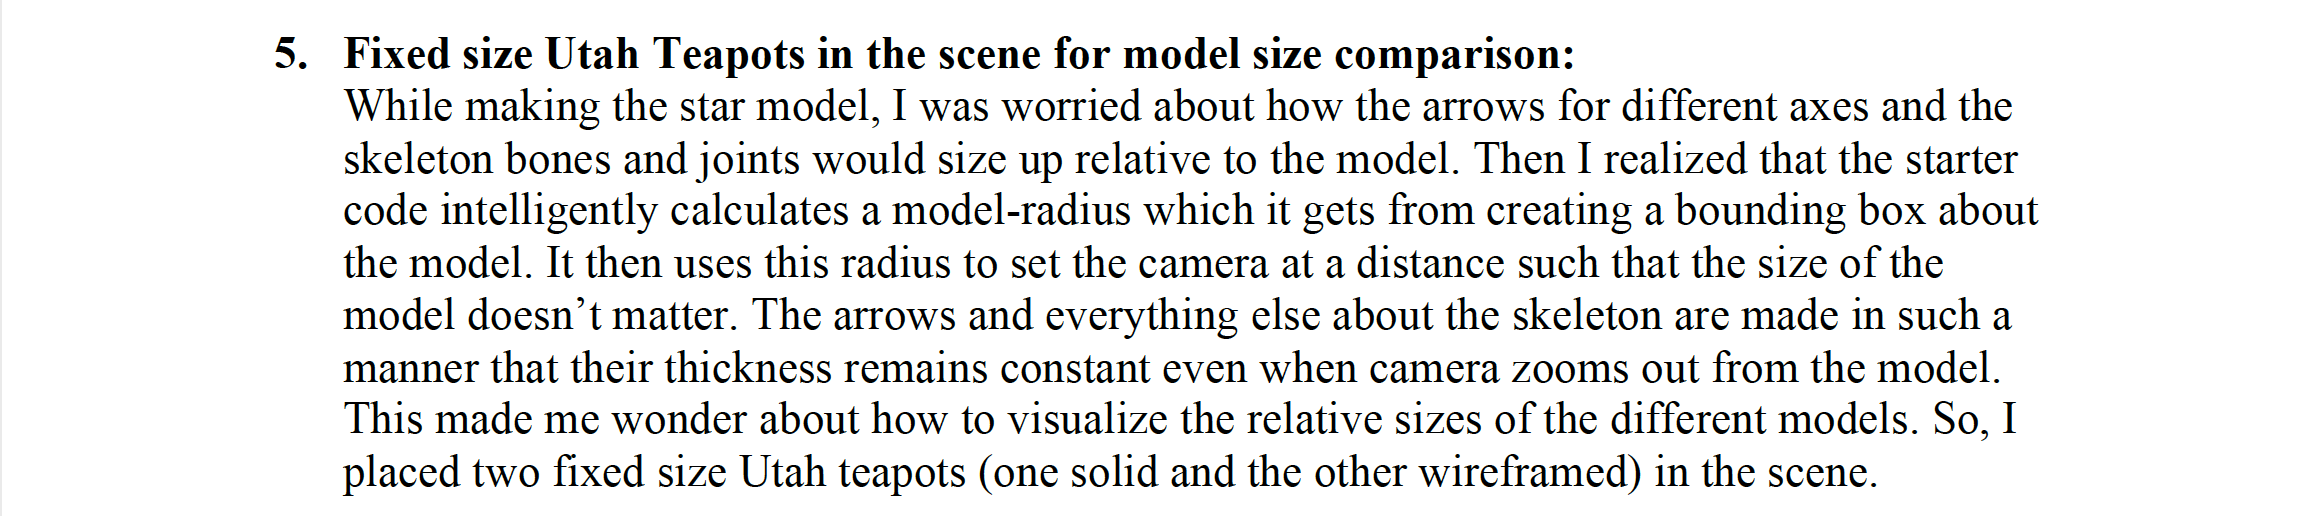 5. Fixed size Utah Teapots in the scene for model size comparison:
While making the star model, I was worried about how the arrows for different axes and the
skeleton bones and joints would size up relative to the model. Then I realized that the starter
code intelligently calculates a model-radius which it gets from creating a bounding box about
the model. It then uses this radius to set the camera at a distance such that the size of the
model doesn’t matter. The arrows and everything else about the skeleton are made in such a
manner that their thickness remains constant even when camera zooms out from the model.
This made me wonder about how to visualize the relative sizes of the different models. So, I
placed two fixed size Utah teapots (one solid and the other wireframed) in the scene.